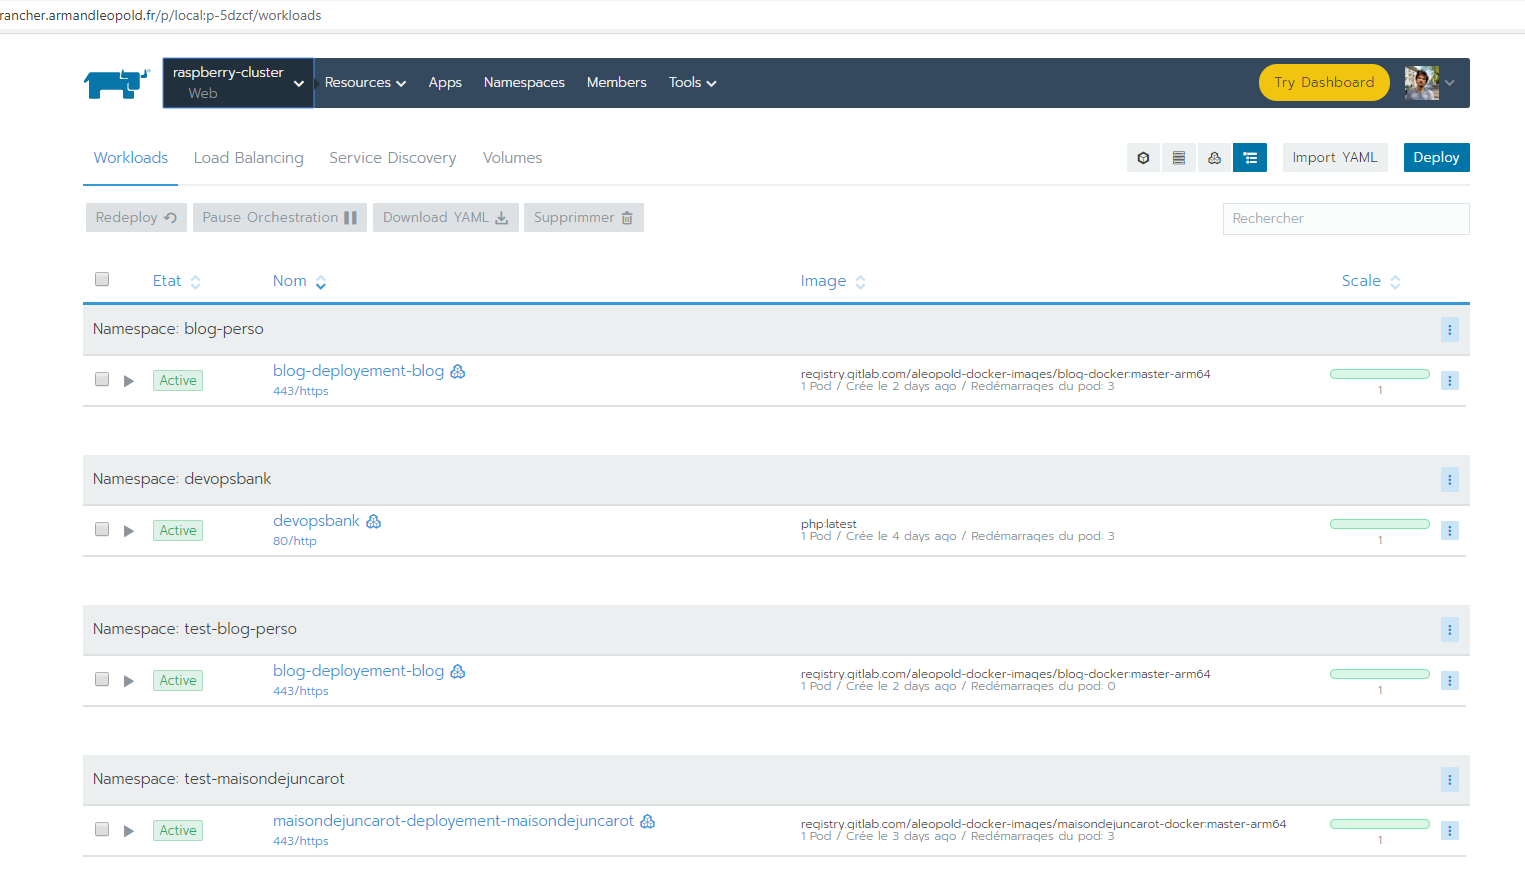 rancher.armandleopold.fr/p/local:p-5dzcf/workloads
raspberry-cluster
Web
Resources Apps Namespaces Members Tools
Try Dashboard
Workloads Load Balancing Service Discovery Volumes
Import YAML Deploy
Redeploy Pause Orchestration Download YAML Supprimmer
Rechercher
Etat Nom Image Scale
Namespace: blog-perso
Active blog-deployement-blog
443/https
registry.gitlab.com/aleopold-docker-images/blog-docker:master-arm64
1 Pod / Crée le 2 days ago / Redémarrages du pod: 3
1
Namespace: devopsbank
Active devopsbank
80/http
php:latest
1 Pod / Crée le 4 days ago / Redémarrages du pod: 3
1
Namespace: test-blog-perso
Active blog-deployement-blog
443/https
registry.gitlab.com/aleopold-docker-images/blog-docker:master-arm64
1 Pod / Crée le 2 days ago / Redémarrages du pod: 0
1
Namespace: test-maisondejuncarot
Active maisondejuncarot-deployement-maisondejuncarot
443/https
registry.gitlab.com/aleopold-docker-images/maisondejuncarot-docker:master-arm64
1 Pod / Crée le 3 days ago / Redémarrages du pod: 3
1